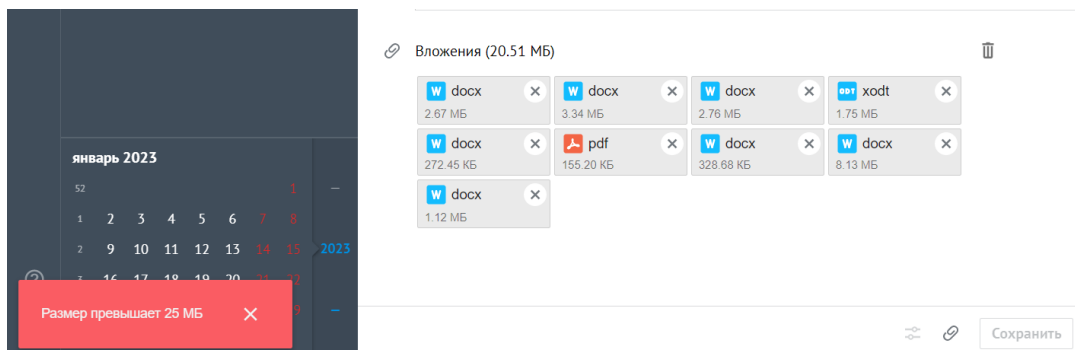 Вложения (20.51 МБ)
W docx
W docx
W docx
ODT xodt
2.67 МБ
3.34 МБ
2.76 МБ
1.75 МБ
W docx
pdf
W docx
W docx
272.45 КБ
155.20 КБ
328.68 КБ
8.13 МБ
W docx
1.12 МБ
январь 2023
52 1
1 2 3 4 5 6 7 8
2 9 10 11 12 13 14 15 2023
3 16 17 18 19 20 21 22
Размер превышает 25 МБ
Сохранить